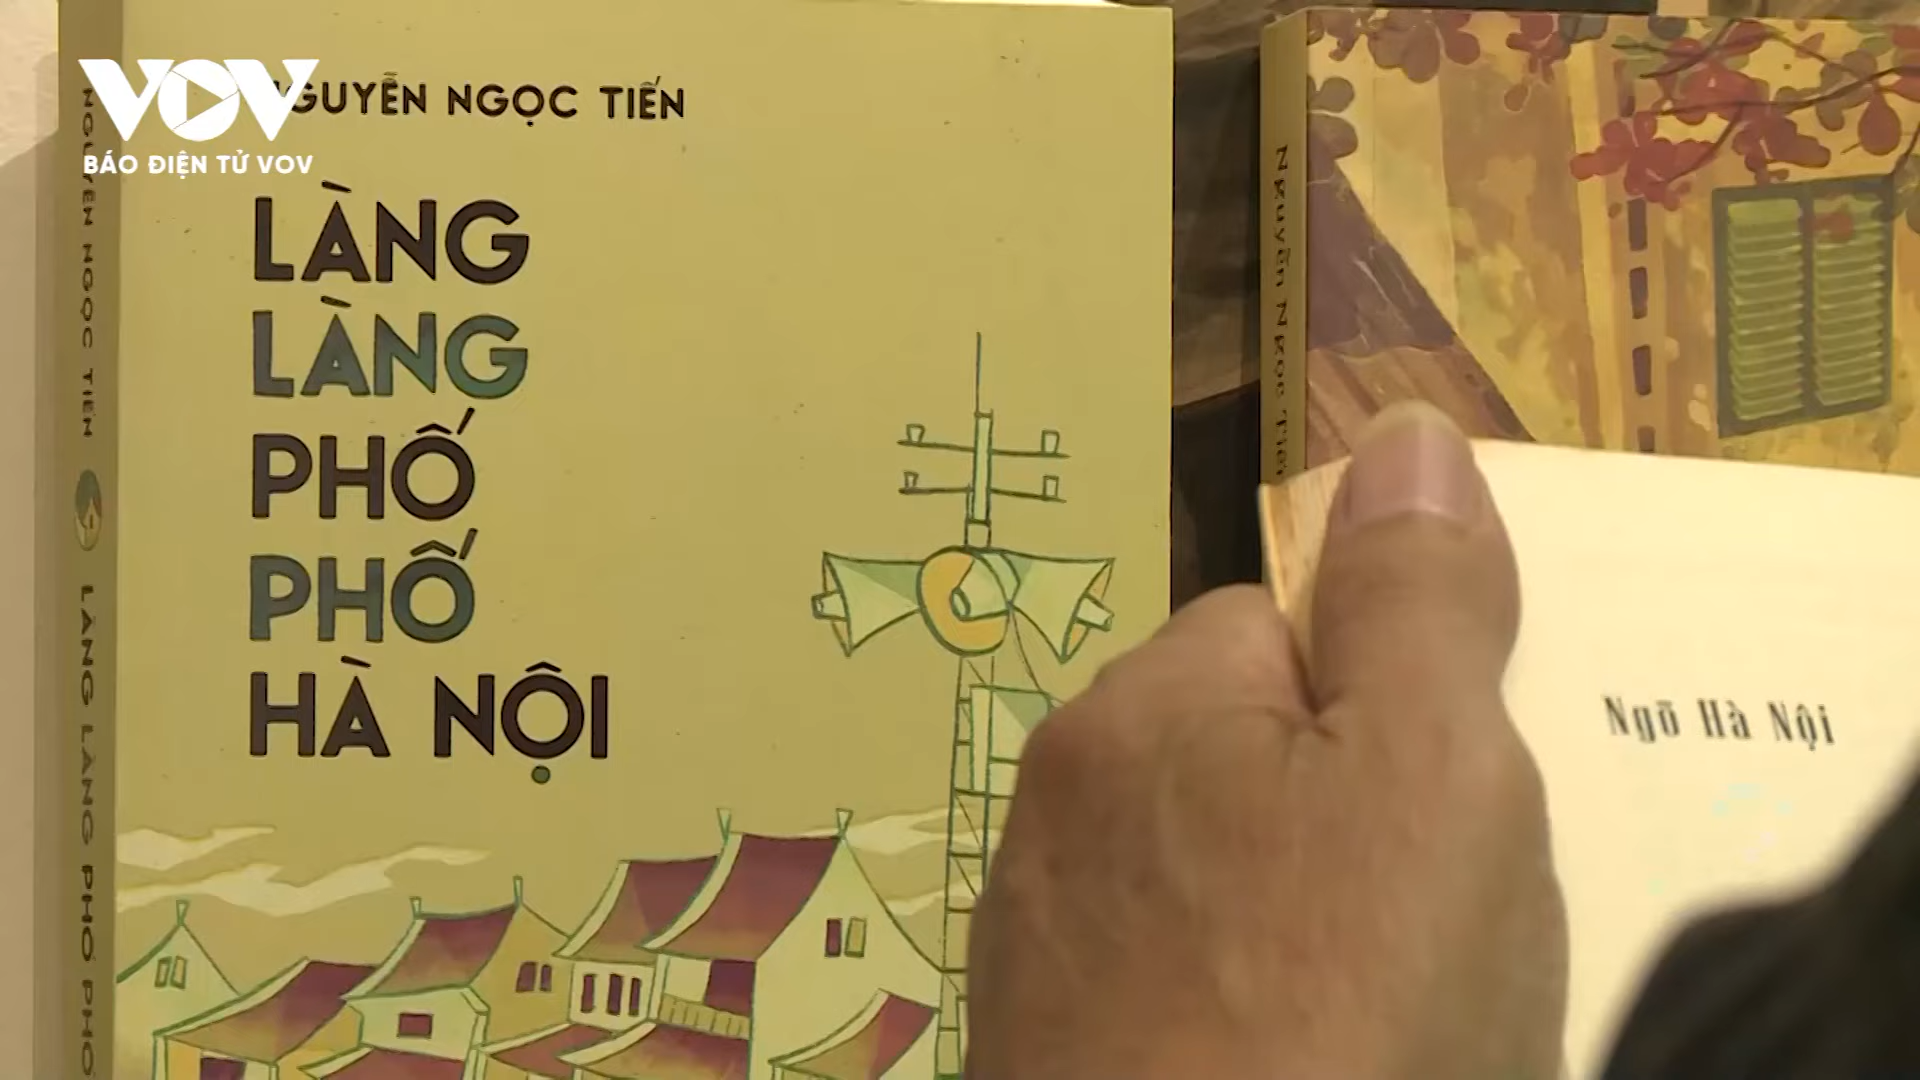 VOV
BÁO ĐIỆN TỬ VOV
NGUYỄN NGỌC TIẾN
LÀNG
LÀNG
PHỐ
PHỐ
HÀ NỘI
NGUYỄN NGỌC TIẾN LÀNG LÀNG PHỐ PHỐ
Nguyễn Ngọc Tiến
Ngõ Hà Nội